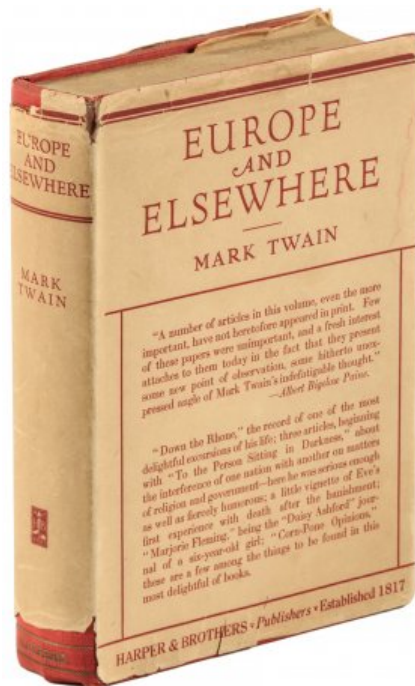 EUROPE
AND
ELSEWHERE
MARK
TWAIN
EUROPE
AND
ELSEWHERE
MARK TWAIN
"A number of articles in this volume, even the more
important, have not heretofore appeared in print. Few
of these papers were unimportant, and a fresh interest
attaches to them today in the fact that they present
some new point of observation, some hitherto unex-
pressed angle of Mark Twain's indefatigable thought."
—Albert Bigelow Paine.
"Down the Rhone," the record of one of the most
delightful excursions of his life; three articles, beginning
with "To the Person Sitting in Darkness," about
the interference of one nation with another on matters
of religion and government—here he was serious enough
as well as fiercely humorous; a little vignette of Eve's
first experience with death after the banishment;
"Marjorie Fleming," being the "Daisy Ashford" jour-
nal of a six-year-old girl; "Corn-Pone Opinions,"
these are a few among the things to be found in this
most delightful of books.
HARPER & BROTHERS • Publishers • Established 1817